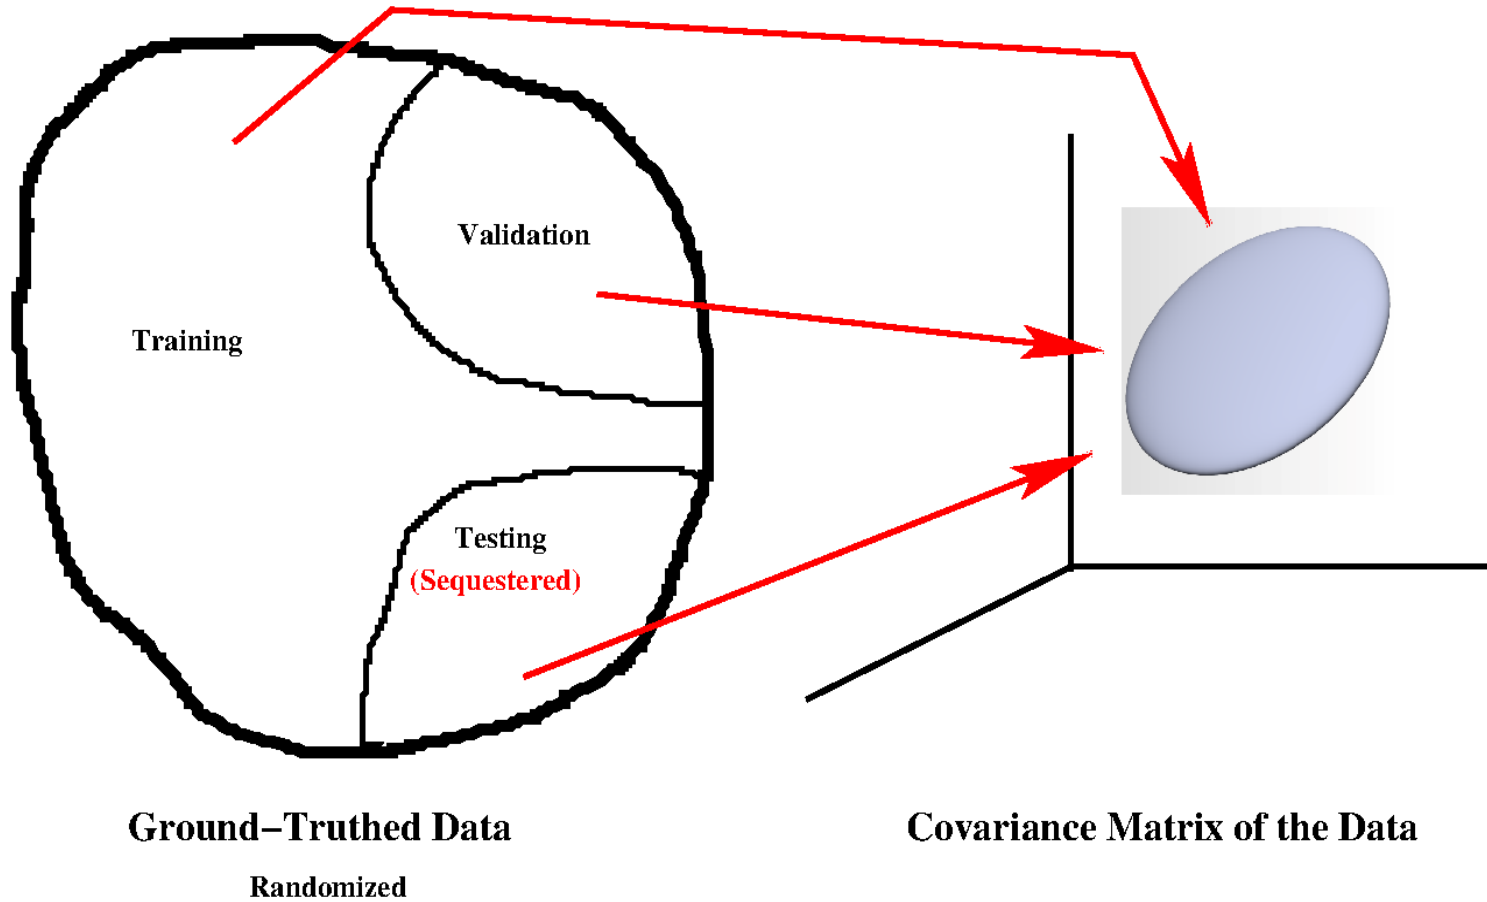 Validation
Training
Testing
(Sequestered)
Ground-Truthed Data
Randomized
Covariance Matrix of the Data